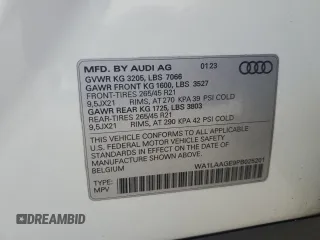 MFD. BY AUDI AG 01/23
GVWR KG 3205, LBS 7066
GAWR FRONT KG 1600, LBS 3527
FRONT-TIRES 265/45 R21
9,5JX21 RIMS, AT 270 KPA 39 PSI COLD
GAWR REAR KG 1725, LBS 3803
REAR-TIRES 265/45 R21
9,5JX21 RIMS, AT 290 KPA 42 PSI COLD
THIS VEHICLE CONFORMS TO ALL APPLICABLE
U.S. FEDERAL MOTOR VEHICLE SAFETY STANDARDS IN
EFFECT ON THE DATE OF MANUFACTURE SHOWN ABOVE.
BELGIUM
TYPE:
MPV